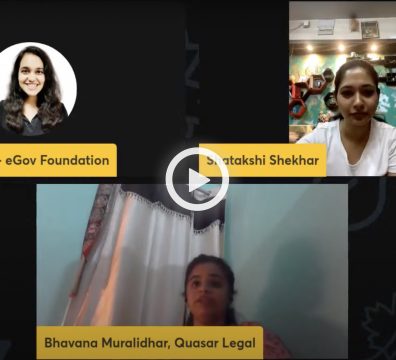 - eGov Foundation
Shatakshi Shekhar
Bhavana Muralidhar, Quasar Legal